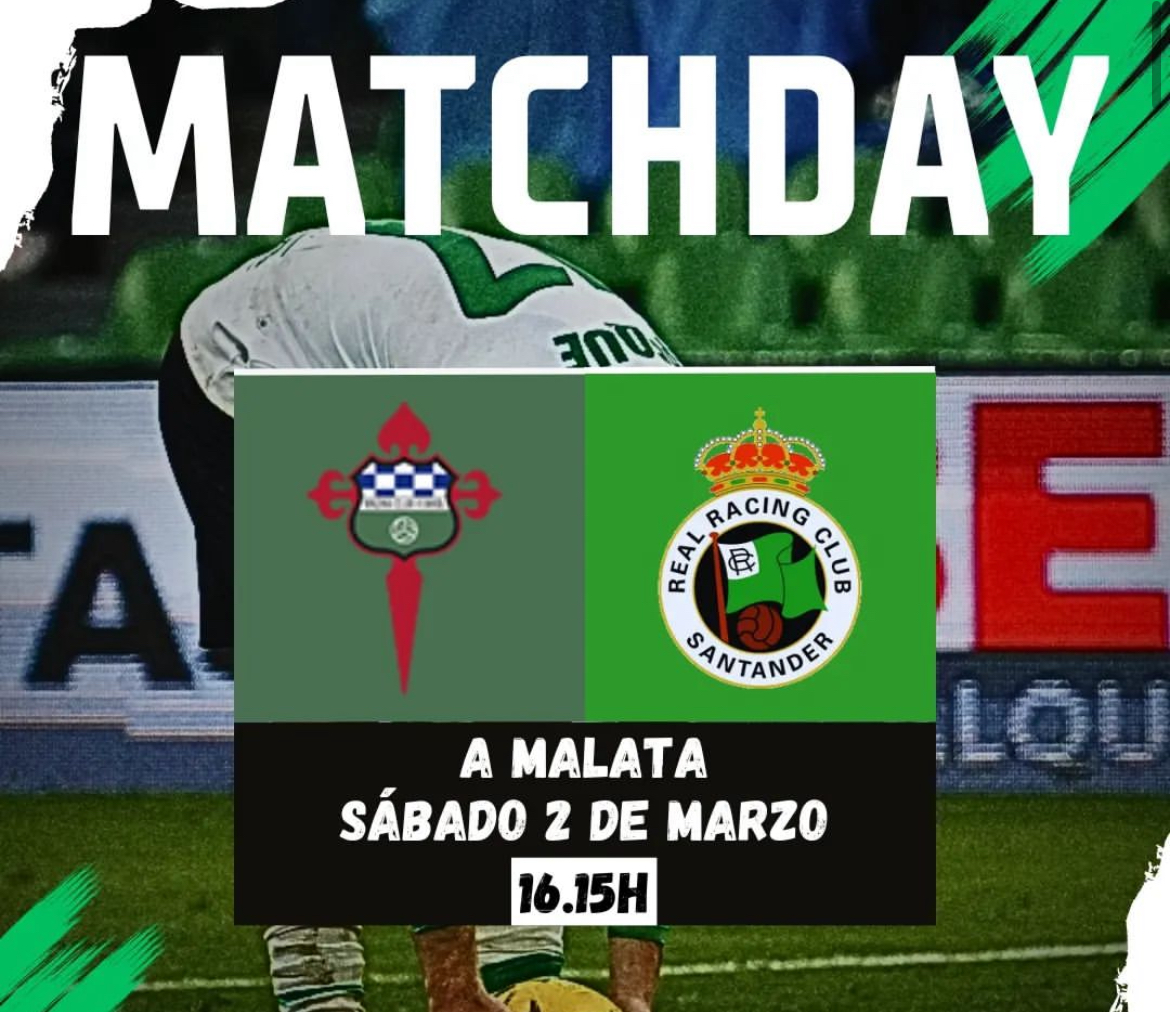 MATCHDAY
REAL RACING CLUB
SANTANDER
A MALATA
SÁBADO 2 DE MARZO
16.15H